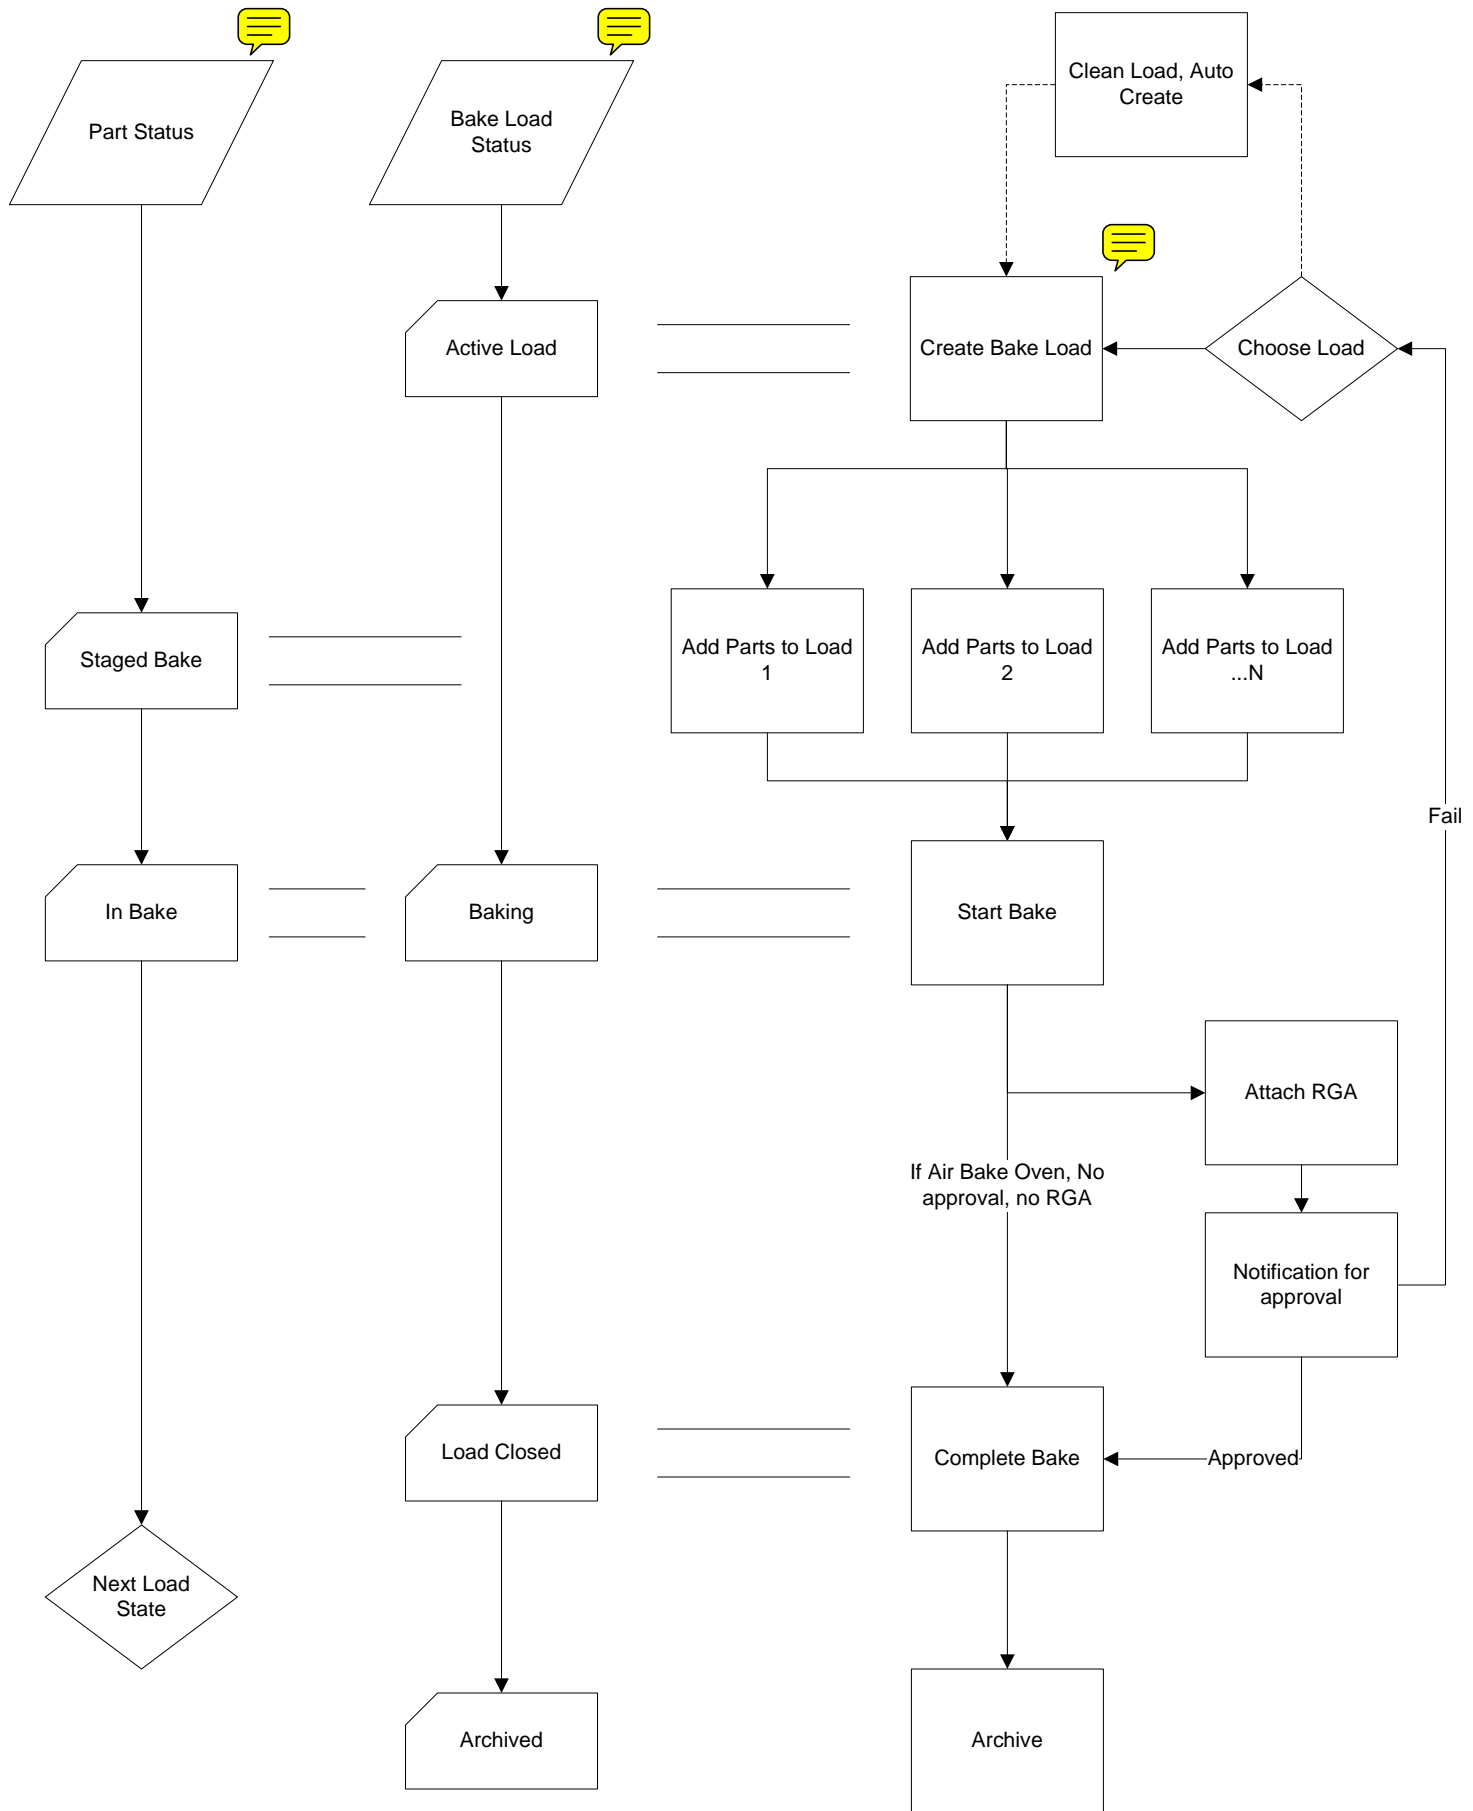 Part Status
Bake Load
Status
Clean Load, Auto
Create
Active Load
Create Bake Load
Choose Load
Staged Bake
Add Parts to Load
1
Add Parts to Load
2
Add Parts to Load
...N
Fail
In Bake
Baking
Start Bake
Attach RGA
If Air Bake Oven, No
approval, no RGA
Notification for
approval
Load Closed
Complete Bake
Approved
Next Load
State
Archived
Archive